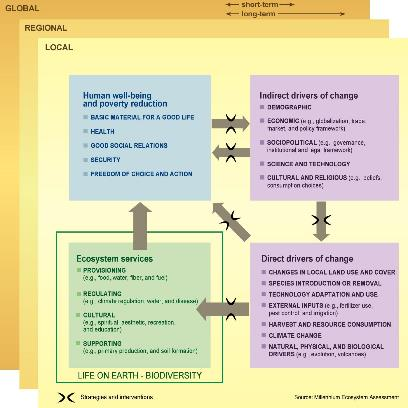 GLOBAL
short-term
long-term
REGIONAL
LOCAL
Human well-being
and poverty reduction
BASIC MATERIAL FOR A GOOD LIFE
HEALTH
GOOD SOCIAL RELATIONS
SECURITY
FREEDOM OF CHOICE AND ACTION
Indirect drivers of change
DEMOGRAPHIC
ECONOMIC (e.g., globalization, trade,
market, and policy framework)
SOCIOPOLITICAL (e.g., governance,
institutional and legal framework)
SCIENCE AND TECHNOLOGY
CULTURAL AND RELIGIOUS (e.g., beliefs,
consumption choices)
Ecosystem services
PROVISIONING
(e.g., food, water, fiber, and fuel)
REGULATING
(e.g., climate regulation, water, and disease)
CULTURAL
(e.g., spiritual, aesthetic, recreation,
and education)
SUPPORTING
(e.g., primary production, and soil formation)
LIFE ON EARTH - BIODIVERSITY
Direct drivers of change
CHANGES IN LOCAL LAND USE AND COVER
SPECIES INTRODUCTION OR REMOVAL
TECHNOLOGY ADAPTATION AND USE
EXTERNAL INPUTS (e.g., fertilizer use,
pest control, and irrigation)
HARVEST AND RESOURCE CONSUMPTION
CLIMATE CHANGE
NATURAL, PHYSICAL, AND BIOLOGICAL
DRIVERS (e.g., evolution, volcanoes)
Strategies and interventions
Source: Millennium Ecosystem Assessment